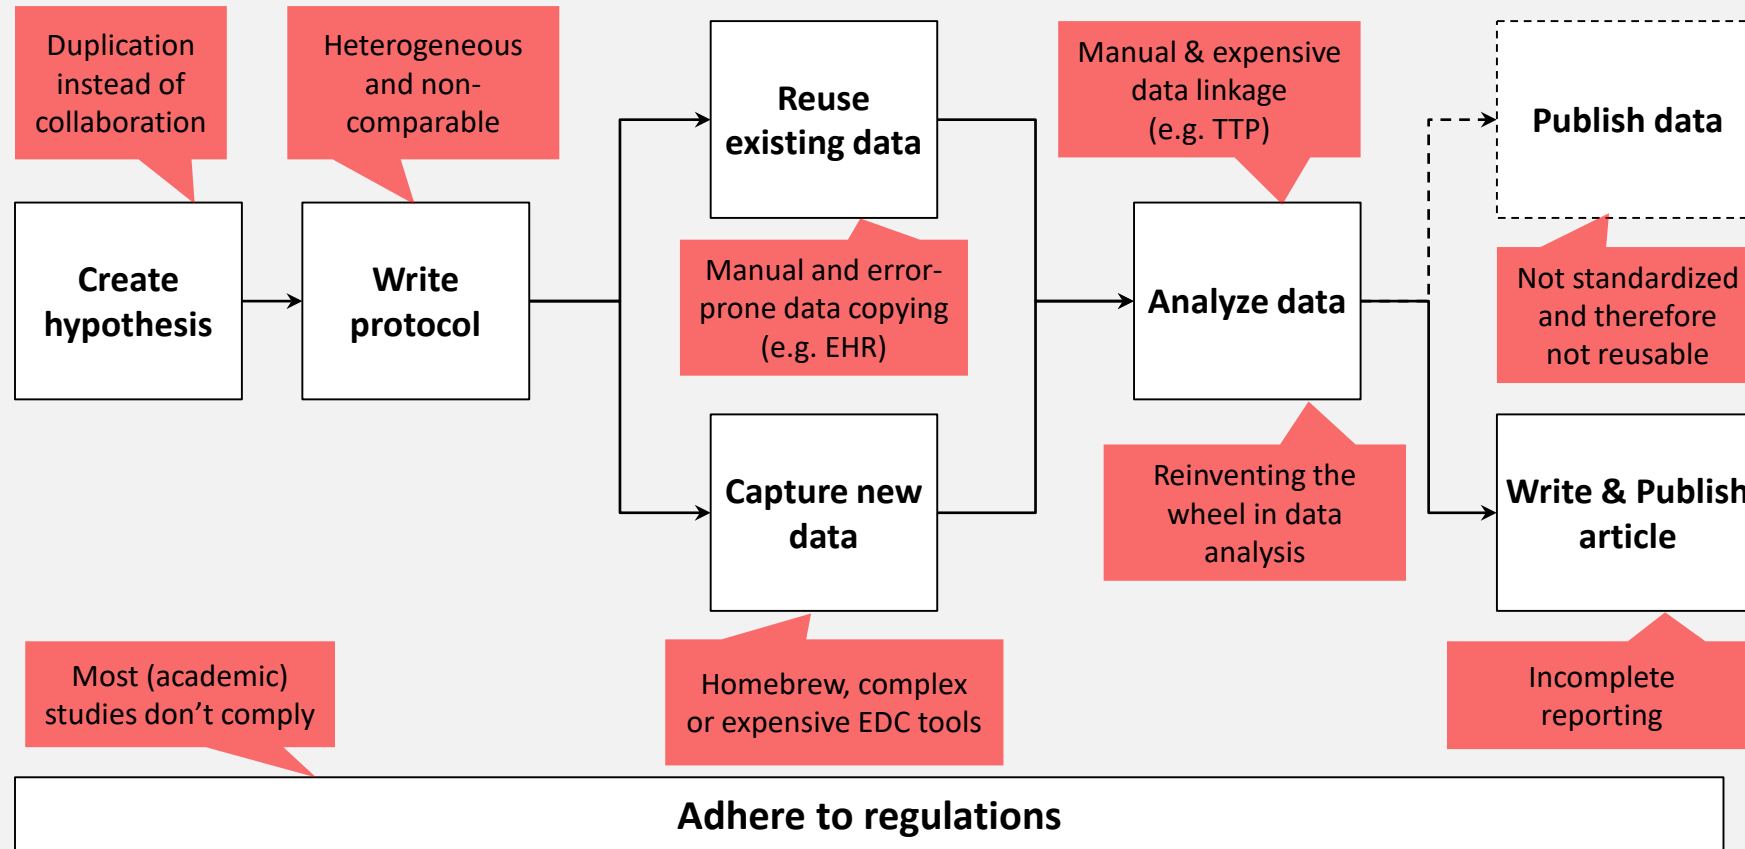 Duplication
instead of
collaboration
Heterogeneous
and non-
comparable
Reuse
existing data
Manual & expensive
data linkage
(e.g. TTP)
Publish data
Create
hypothesis
Write
protocol
Manual and error-
prone data copying
(e.g. EHR)
Analyze data
Not standardized
and therefore
not reusable
Capture new
data
Reinventing the
wheel in data
analysis
Write & Publish
article
Most (academic)
studies don’t comply
Homebrew, complex
or expensive EDC tools
Incomplete
reporting
Adhere to regulations